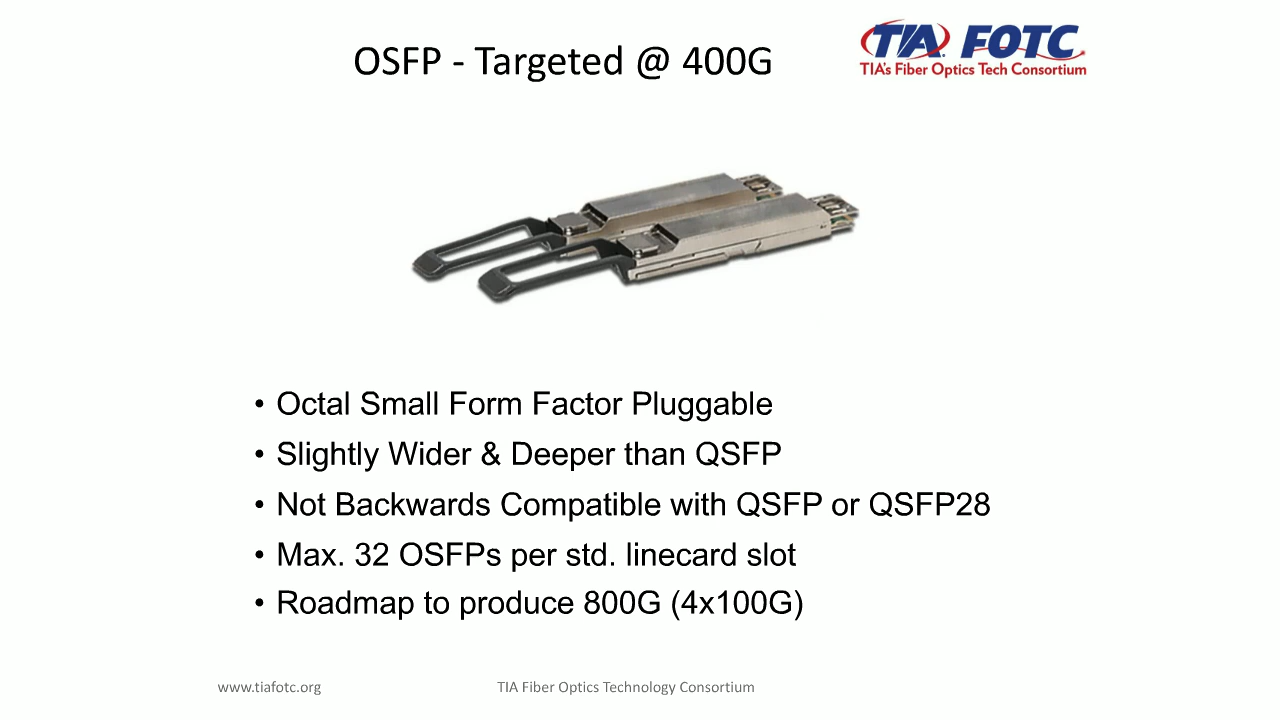 OSFP - Targeted @ 400G
TIA FOTC
TIA's Fiber Optics Tech Consortium
• Octal Small Form Factor Pluggable
• Slightly Wider & Deeper than QSFP
• Not Backwards Compatible with QSFP or QSFP28
• Max. 32 OSFPs per std. linecard slot
• Roadmap to produce 800G (4x100G)
www.tiafotc.org
TIA Fiber Optics Technology Consortium